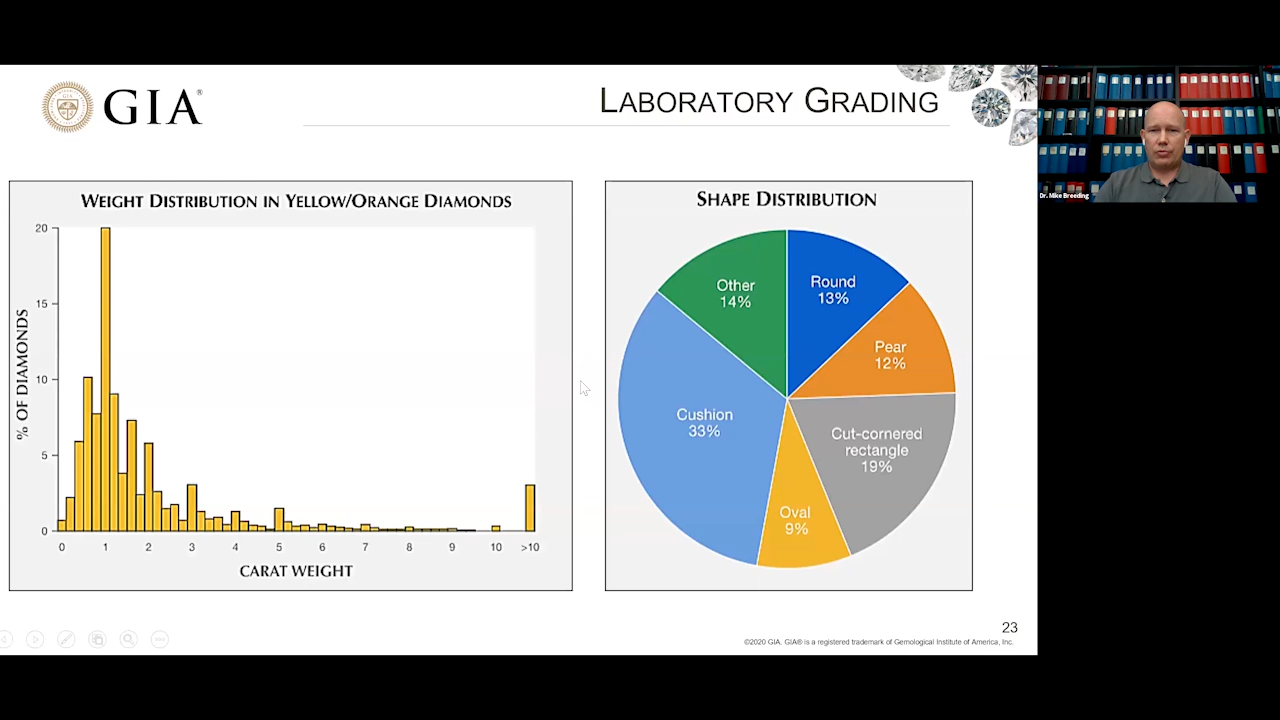 GIA®
LABORATORY GRADING
WEIGHT DISTRIBUTION IN YELLOW/ORANGE DIAMONDS
20
15
10
5
0
% OF DIAMONDS
0 1 2 3 4 5 6 7 8 9 10 >10
CARAT WEIGHT
SHAPE DISTRIBUTION
Other
14%
Round
13%
Pear
12%
Cushion
33%
Cut-cornered
rectangle
19%
Oval
9%
23
©2020 GIA. GIA® is a registered trademark of Gemological Institute of America, Inc.
Dr. Mike Breeding